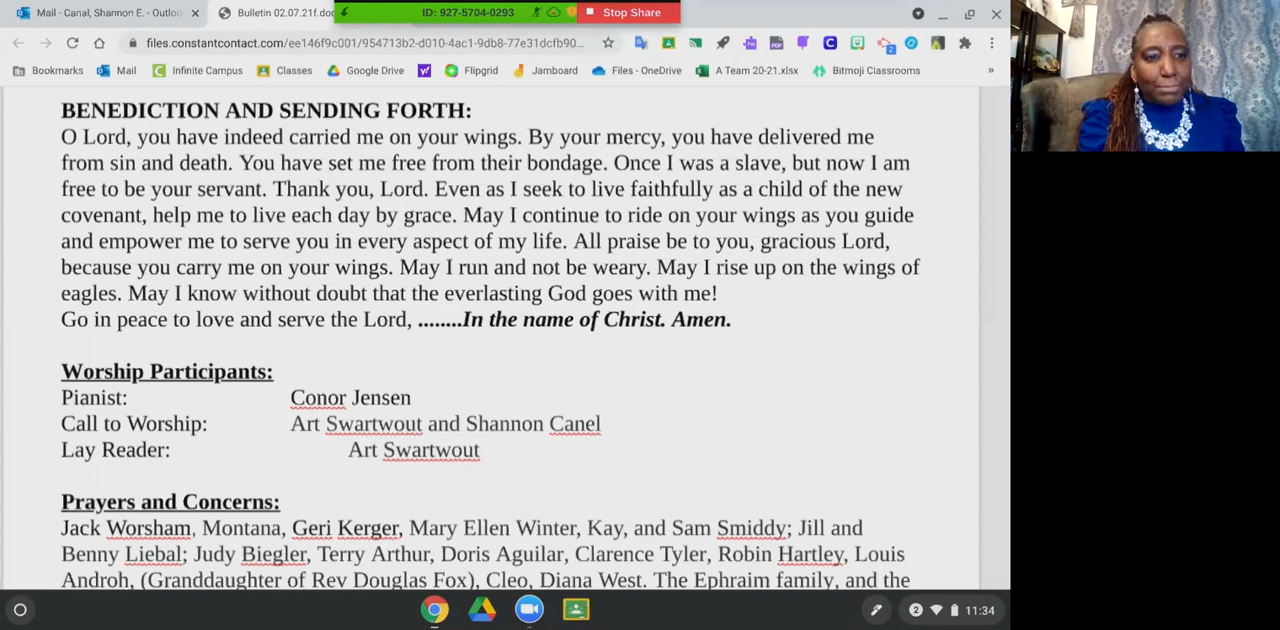 Mail - Canal, Shannon E. - Outloo
Bulletin 02.07.21f.doc
ID: 927-5704-0293
Stop Share
files.constantcontact.com/ee146f9c001/954713b2-d010-4ac1-9db8-77e31dcfb90...
Bookmarks
Mail
Infinite Campus
Classes
Google Drive
Flipgrid
Jamboard
Files - OneDrive
A Team 20-21.xlsx
Bitmoji Classrooms
»
BENEDICTION AND SENDING FORTH:
O Lord, you have indeed carried me on your wings. By your mercy, you have delivered me
from sin and death. You have set me free from their bondage. Once I was a slave, but now I am
free to be your servant. Thank you, Lord. Even as I seek to live faithfully as a child of the new
covenant, help me to live each day by grace. May I continue to ride on your wings as you guide
and empower me to serve you in every aspect of my life. All praise be to you, gracious Lord,
because you carry me on your wings. May I run and not be weary. May I rise up on the wings of
eagles. May I know without doubt that the everlasting God goes with me!
Go in peace to love and serve the Lord, ........In the name of Christ. Amen.
Worship Participants:
Pianist: Conor Jensen
Call to Worship: Art Swartwout and Shannon Canel
Lay Reader: Art Swartwout
Prayers and Concerns:
Jack Worsham, Montana, Geri Kerger, Mary Ellen Winter, Kay, and Sam Smiddy; Jill and
Benny Liebal; Judy Biegler, Terry Arthur, Doris Aguilar, Clarence Tyler, Robin Hartley, Louis
Androh, (Granddaughter of Rev Douglas Fox), Cleo, Diana West. The Ephraim family, and the
2
11:34